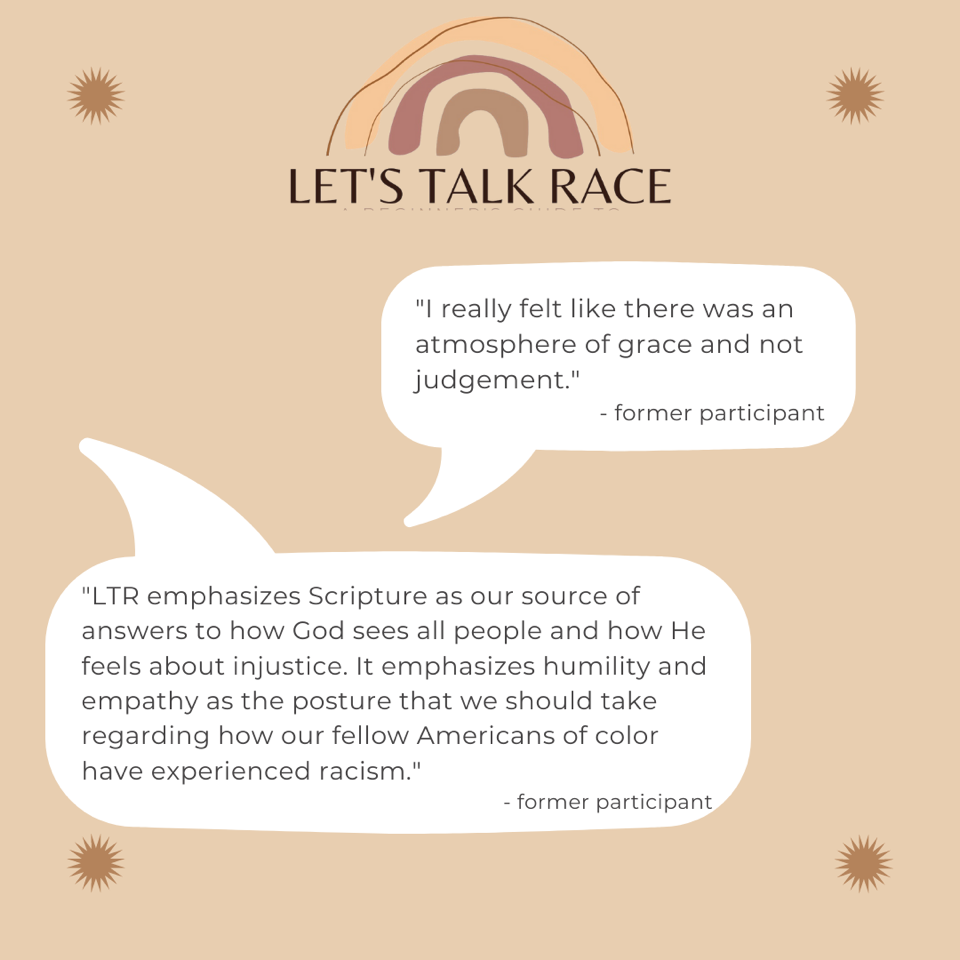 LET'S TALK RACE
"I really felt like there was an
atmosphere of grace and not
judgement."
- former participant
"LTR emphasizes Scripture as our source of
answers to how God sees all people and how He
feels about injustice. It emphasizes humility and
empathy as the posture that we should take
regarding how our fellow Americans of color
have experienced racism."
- former participant